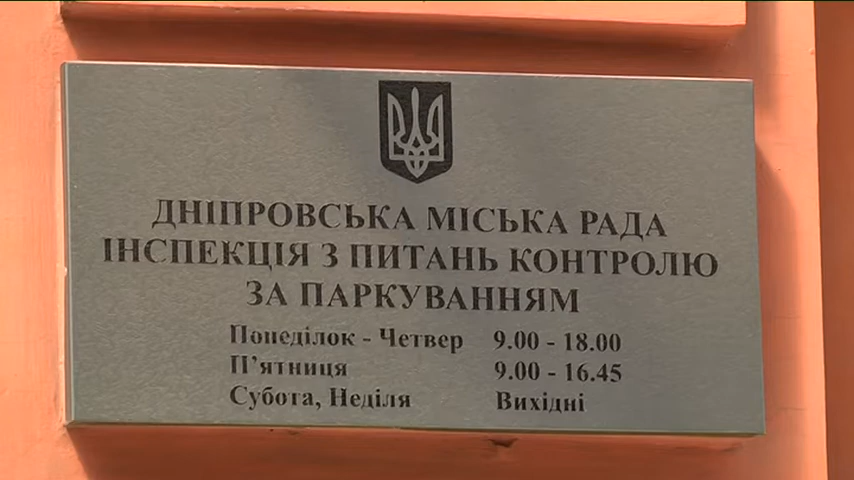 ДНІПРОВСЬКА МІСЬКА РАДА
ІНСПЕКЦІЯ З ПИТАНЬ КОНТРОЛЮ
ЗА ПАРКУВАННЯМ
Понеділок - Четвер 9.00 - 18.00
П'ятниця 9.00 - 16.45
Субота, Неділя Вихідні